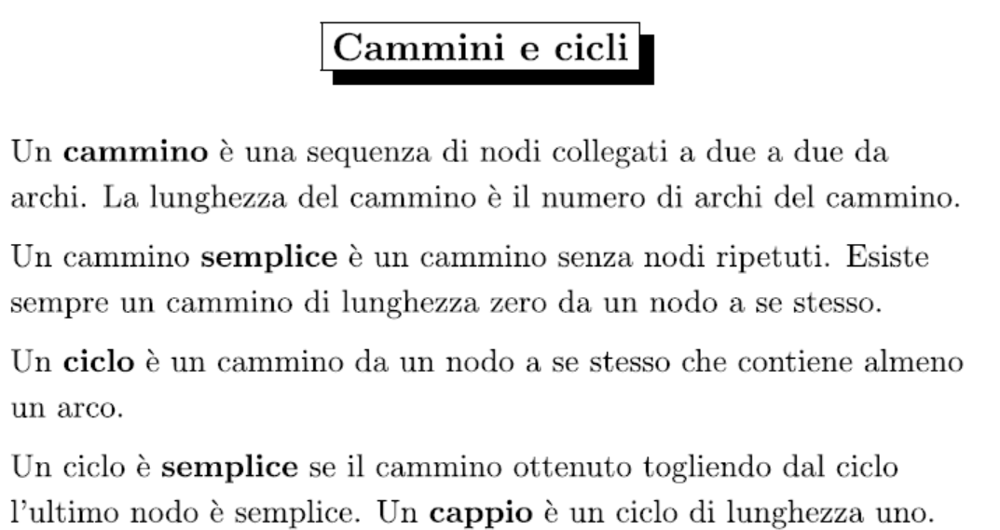 Cammini e cicli
Un cammino è una sequenza di nodi collegati a due a due da
archi. La lunghezza del cammino è il numero di archi del cammino.
Un cammino semplice è un cammino senza nodi ripetuti. Esiste
sempre un cammino di lunghezza zero da un nodo a se stesso.
Un ciclo è un cammino da un nodo a se stesso che contiene almeno
un arco.
Un ciclo è semplice se il cammino ottenuto togliendo dal ciclo
l'ultimo nodo è semplice. Un cappio è un ciclo di lunghezza uno.